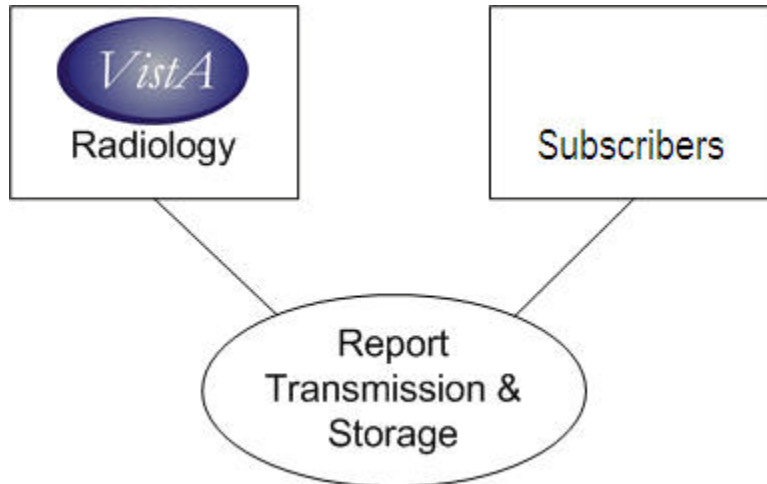 VistA
Radiology
Subscribers
Report
Transmission &
Storage